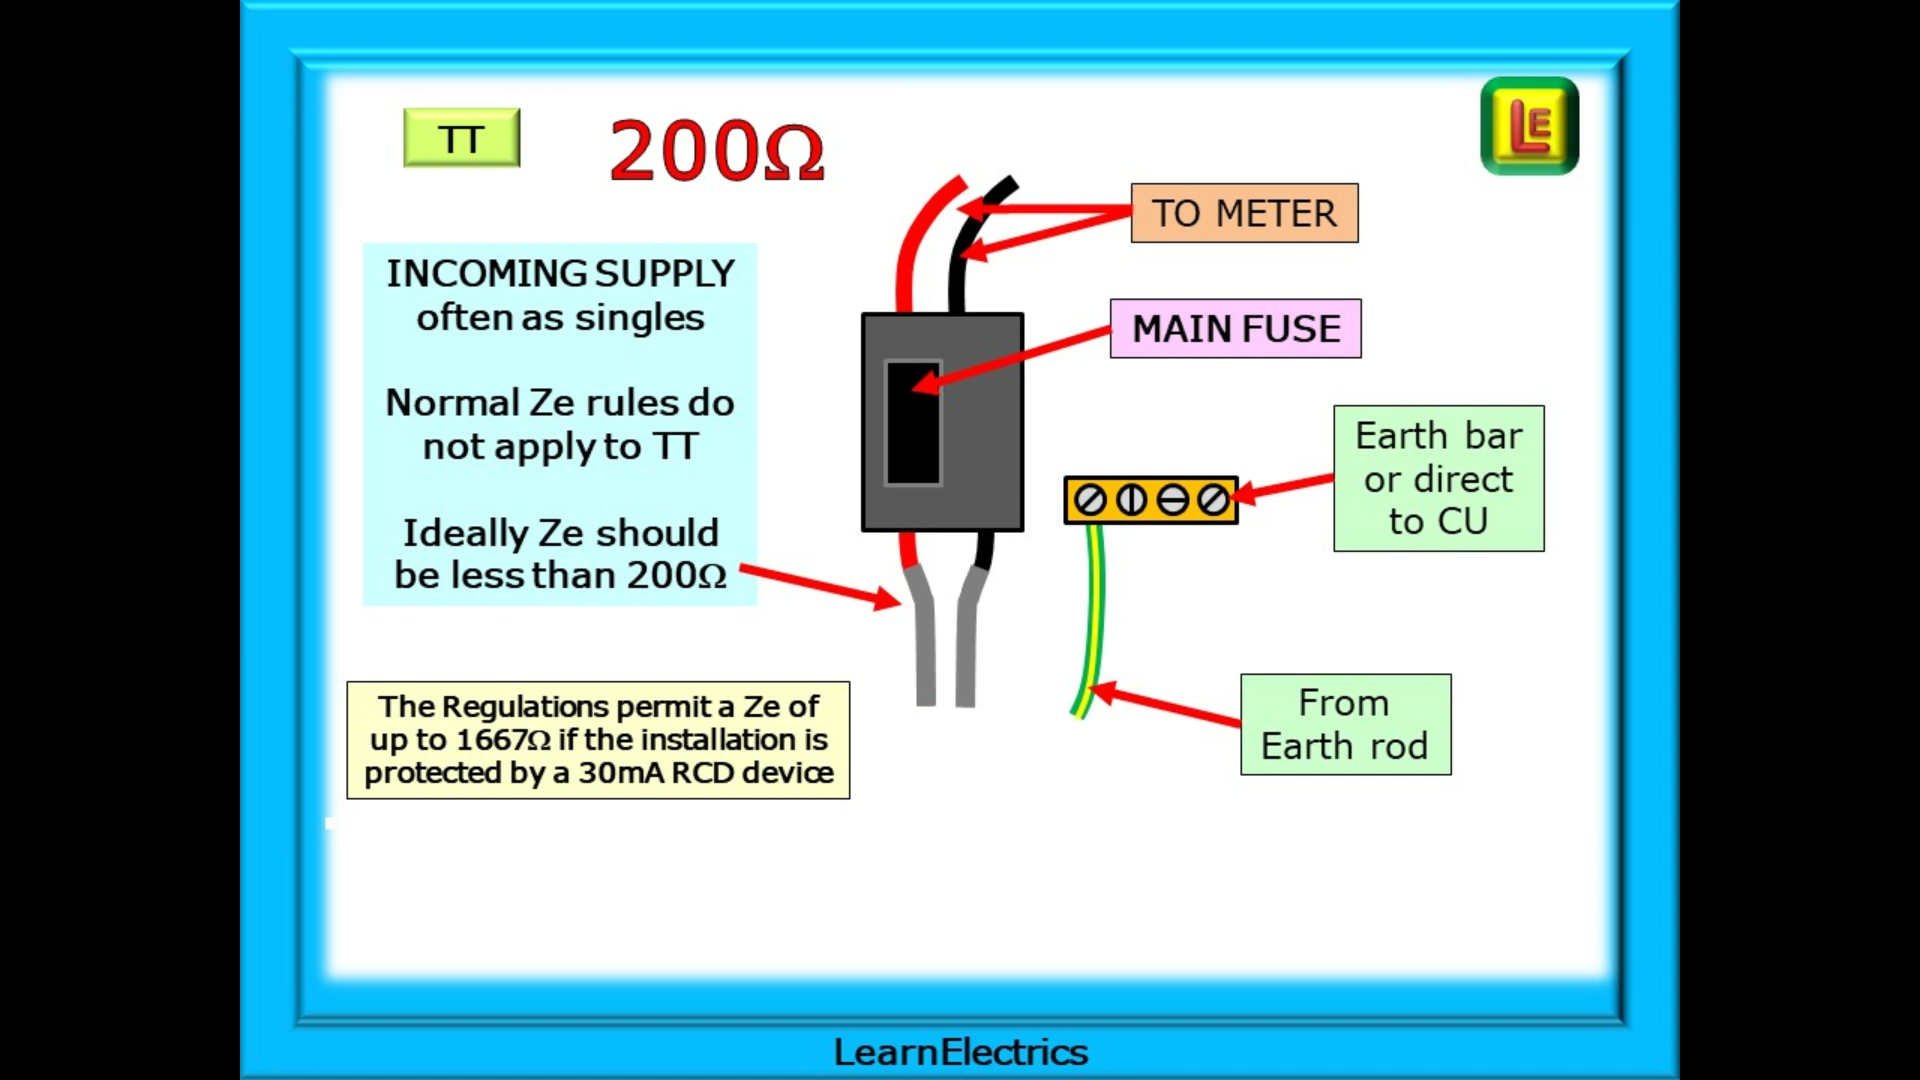 TT
200Ω
LE
TO METER
INCOMING SUPPLY
often as singles
MAIN FUSE
Normal Ze rules do
not apply to TT
Earth bar
or direct
to CU
Ideally Ze should
be less than 200Ω
From
Earth rod
The Regulations permit a Ze of
up to 1667Ω if the installation is
protected by a 30mA RCD device
LearnElectrics